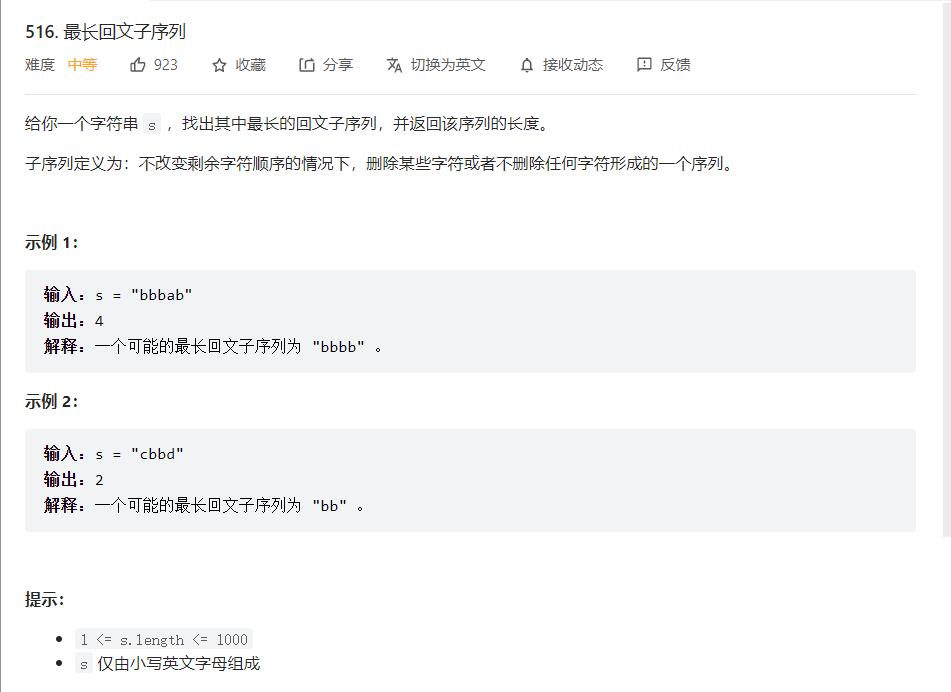 516. 最长回文子序列
难度 中等 923 收藏 分享 切换为英文 接收动态 反馈
给你一个字符串 s ，找出其中最长的回文子序列，并返回该序列的长度。
子序列定义为：不改变剩余字符顺序的情况下，删除某些字符或者不删除任何字符形成的一个序列。
示例 1：
输入：s = "bbbab"
输出：4
解释：一个可能的最长回文子序列为 "bbbb" 。
示例 2：
输入：s = "cbbd"
输出：2
解释：一个可能的最长回文子序列为 "bb" 。
提示：
1 <= s.length <= 1000
s 仅由小写英文字母组成